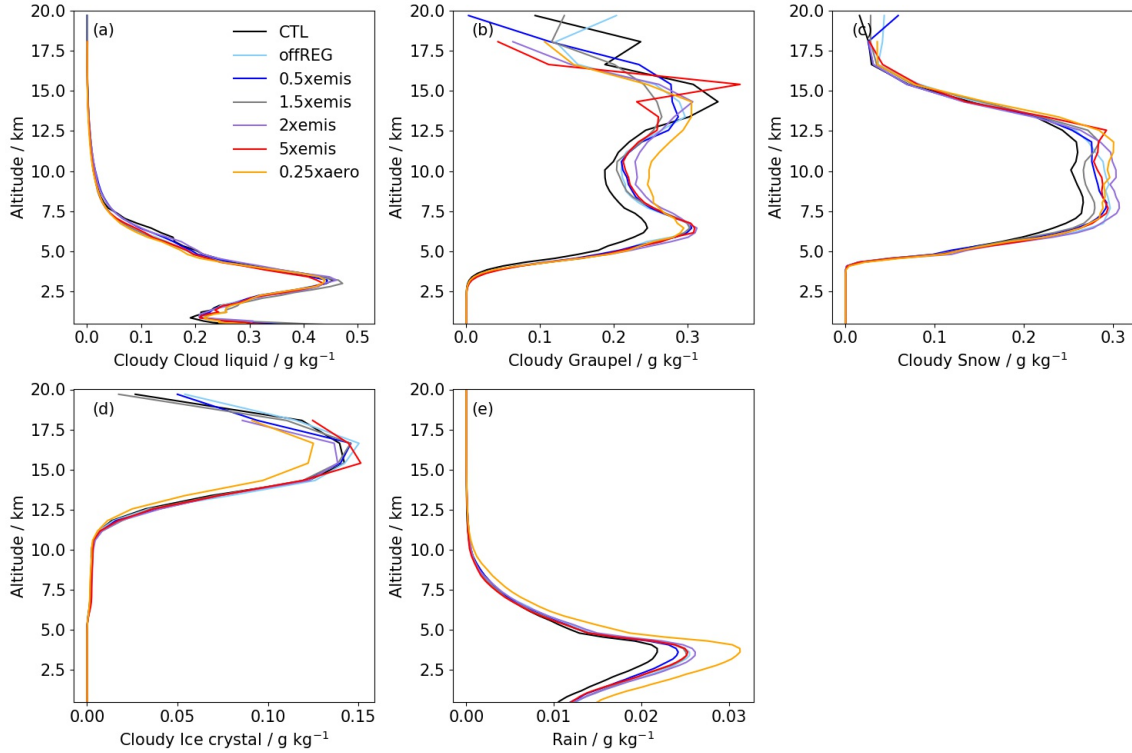 20.0
17.5
15.0
12.5
10.0
7.5
5.0
2.5
Altitude / km
(a)
CTL
offREG
0.5xemis
1.5xemis
2xemis
5xemis
0.25xaero
0.0 0.1 0.2 0.3 0.4 0.5
Cloudy Cloud liquid / g kg⁻¹
20.0
17.5
15.0
12.5
10.0
7.5
5.0
2.5
Altitude / km
(b)
0.0 0.1 0.2 0.3
Cloudy Graupel / g kg⁻¹
20.0
17.5
15.0
12.5
10.0
7.5
5.0
2.5
Altitude / km
(c)
0.0 0.1 0.2 0.3
Cloudy Snow / g kg⁻¹
20.0
17.5
15.0
12.5
10.0
7.5
5.0
2.5
Altitude / km
(d)
0.00 0.05 0.10 0.15
Cloudy Ice crystal / g kg⁻¹
20.0
17.5
15.0
12.5
10.0
7.5
5.0
2.5
Altitude / km
(e)
0.00 0.01 0.02 0.03
Rain / g kg⁻¹